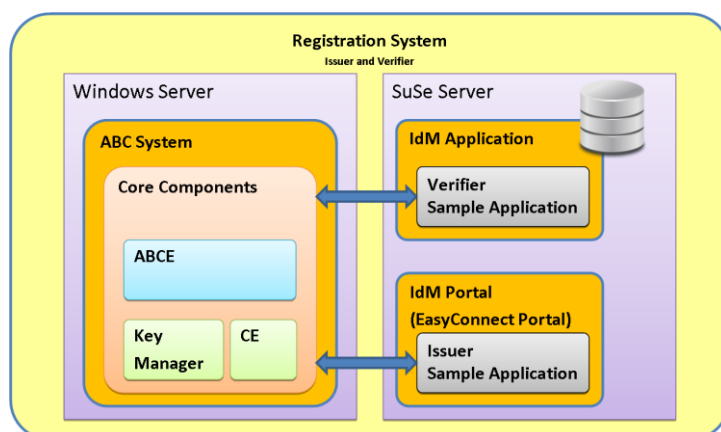 Registration System
Issuer and Verifier
Windows Server
SuSe Server
ABC System
Core Components
ABCE
Key
Manager
CE
IdM Application
Verifier
Sample Application
IdM Portal
(EasyConnect Portal)
Issuer
Sample Application